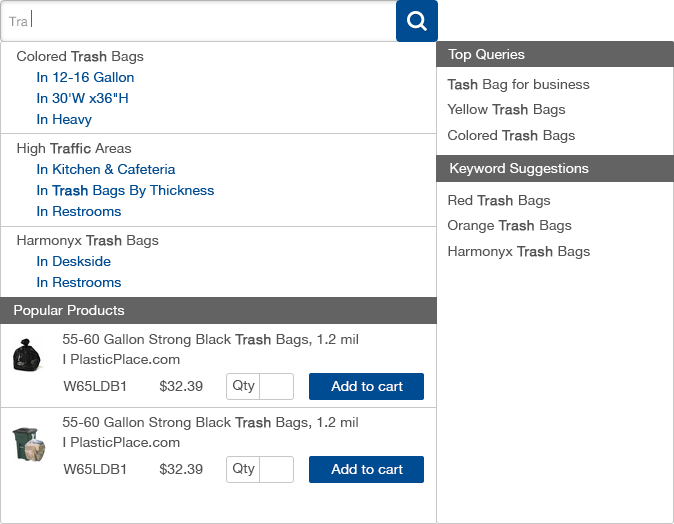 Tra
Colored Trash Bags
In 12-16 Gallon
In 30'W x36"H
In Heavy
High Traffic Areas
In Kitchen & Cafeteria
In Trash Bags By Thickness
In Restrooms
Harmonyx Trash Bags
In Deskside
In Restrooms
Popular Products
55-60 Gallon Strong Black Trash Bags, 1.2 mil
I PlasticPlace.com
W65LDB1 $32.39 Qty Add to cart
55-60 Gallon Strong Black Trash Bags, 1.2 mil
I PlasticPlace.com
W65LDB1 $32.39 Qty Add to cart
Top Queries
Tash Bag for business
Yellow Trash Bags
Colored Trash Bags
Keyword Suggestions
Red Trash Bags
Orange Trash Bags
Harmonyx Trash Bags